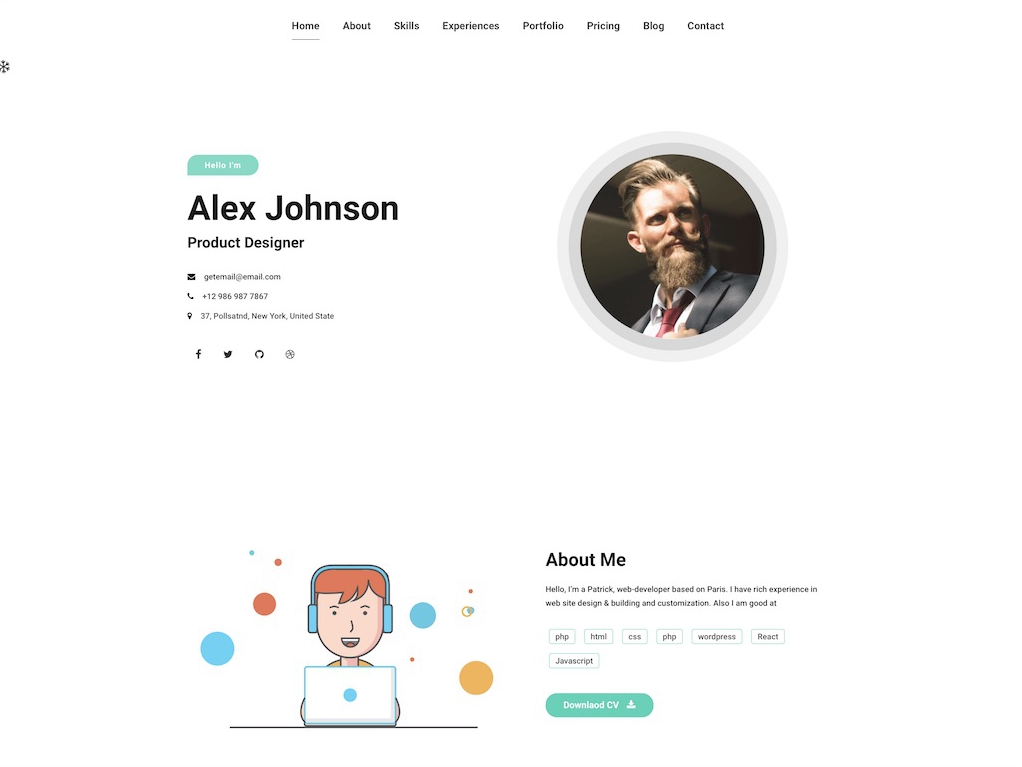 Home About Skills Experiences Portfolio Pricing Blog Contact
Hello I'm
Alex Johnson
Product Designer
getemail@email.com
+12 986 987 7867
37, Pollsatnd, New York, United State
About Me
Hello, I'm a Patrick, web-developer based on Paris. I have rich experience in
web site design & building and customization. Also I am good at
php html css php wordpress React
Javascript
Downlaod CV